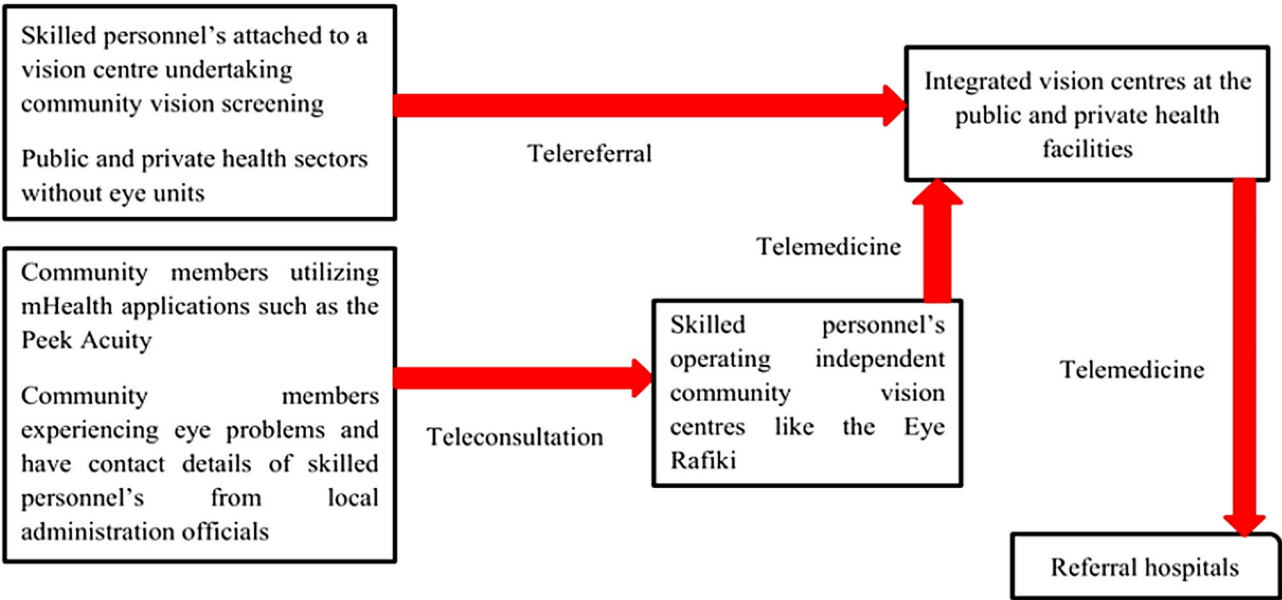 Skilled personnel’s attached to a
vision centre undertaking
community vision screening
Public and private health sectors
without eye units
Telereferral
Integrated vision centres at the
public and private health
facilities
Community members utilizing
mHealth applications such as the
Peek Acuity
Community members
experiencing eye problems and
have contact details of skilled
personnel’s from local
administration officials
Teleconsultation
Skilled personnel’s
operating independent
community vision
centres like the Eye
Rafiki
Telemedicine
Telemedicine
Referral hospitals